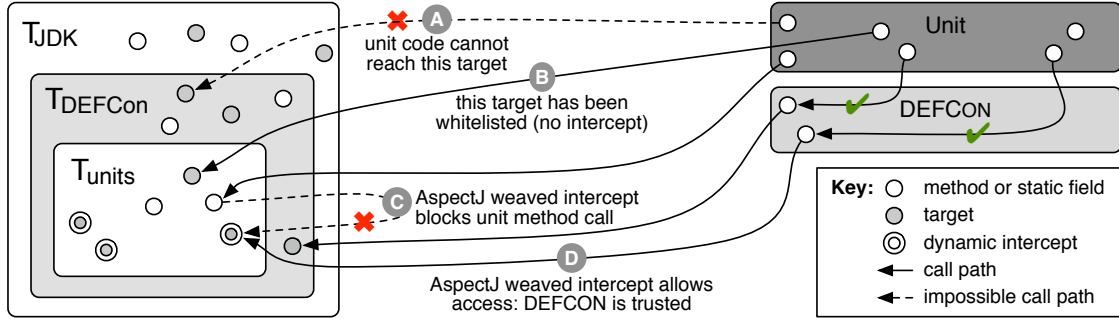 TJDK
TDEFCon
Tunits
A
unit code cannot
reach this target
B
this target has been
whitelisted (no intercept)
C
AspectJ weaved intercept
blocks unit method call
D
AspectJ weaved intercept allows
access: DEFCON is trusted
Unit
DEFCON
Key:
method or static field
target
dynamic intercept
call path
impossible call path